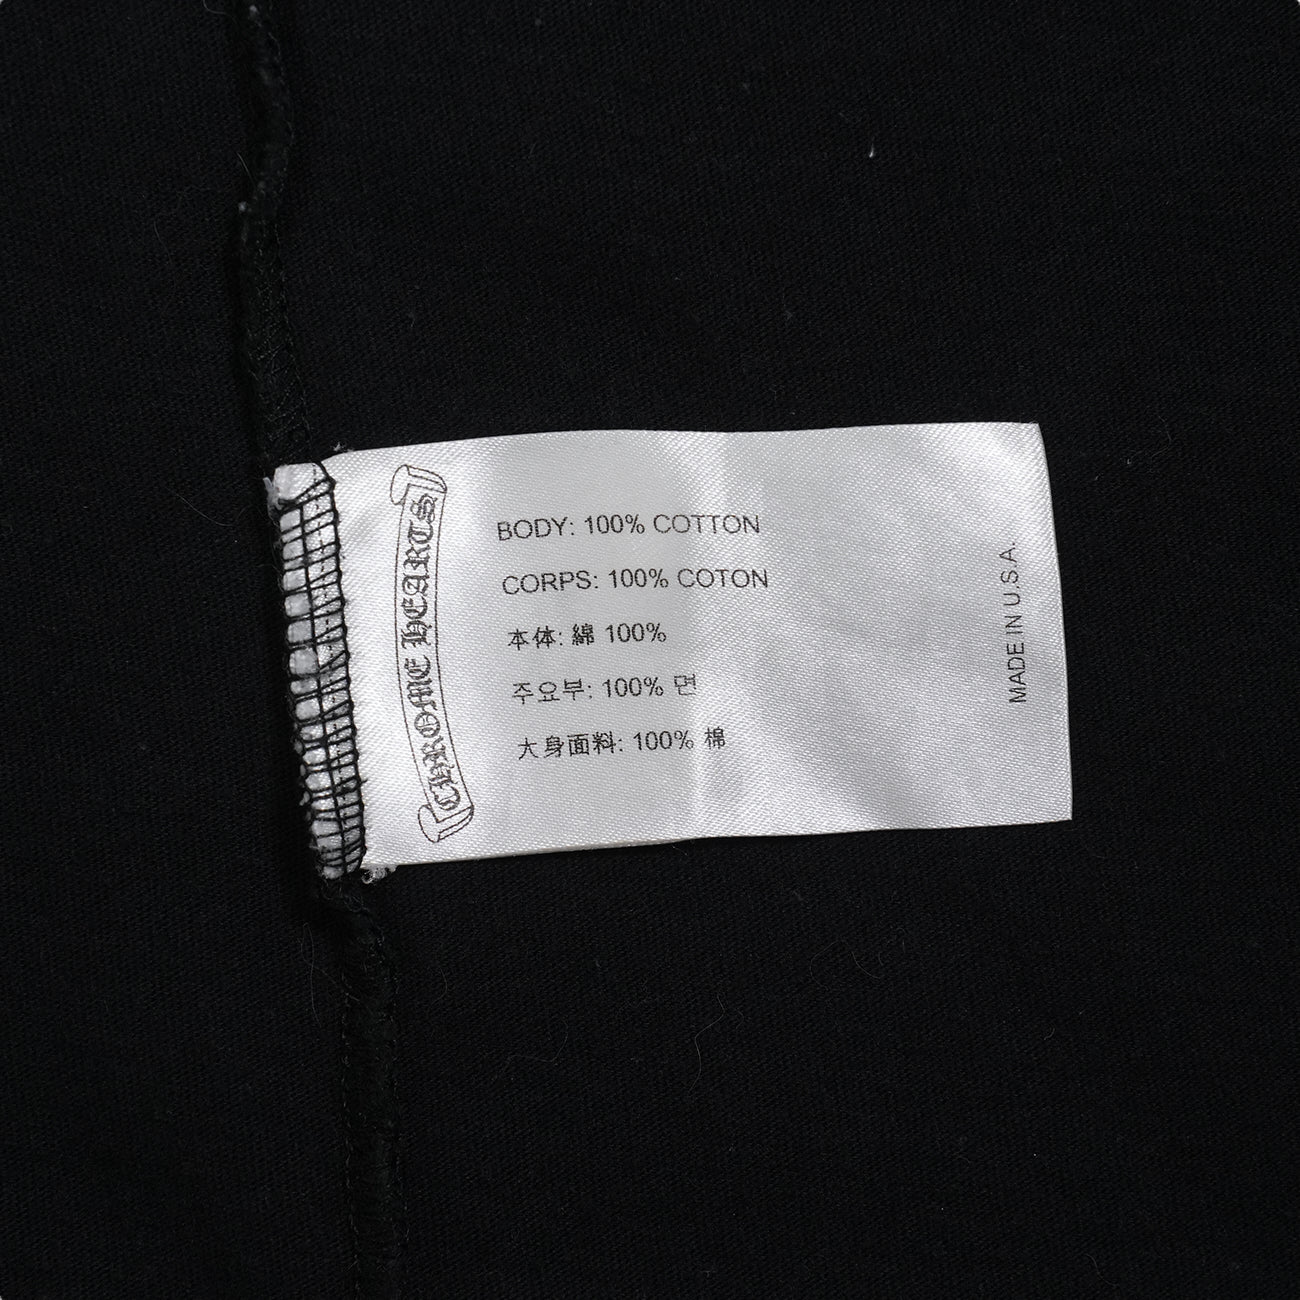 CHROME HEARTS
BODY: 100% COTTON
CORPS: 100% COTON
本体: 綿 100%
주요부: 100% 면
大身面料: 100% 棉
MADE IN U.S.A.